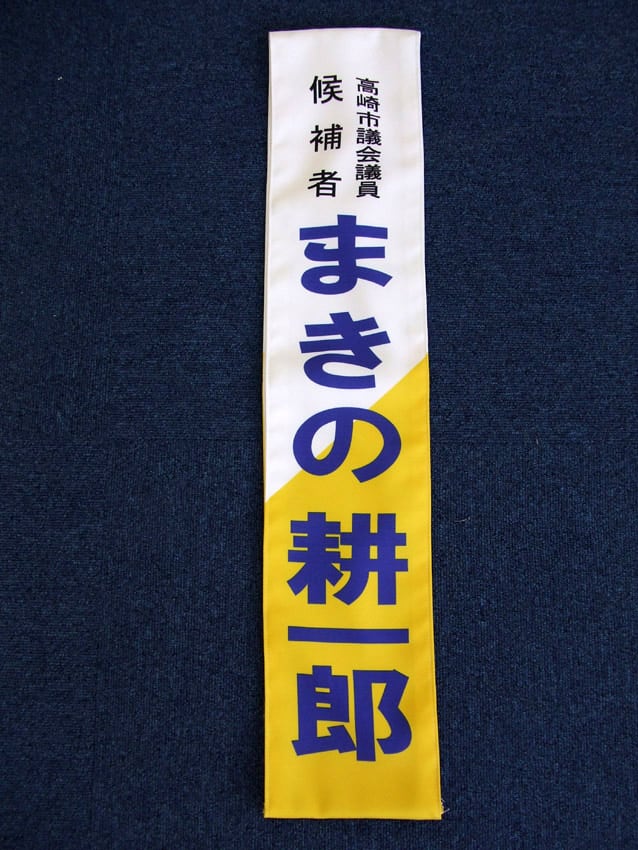 高崎市議会議員
候補者
まきの耕一郎